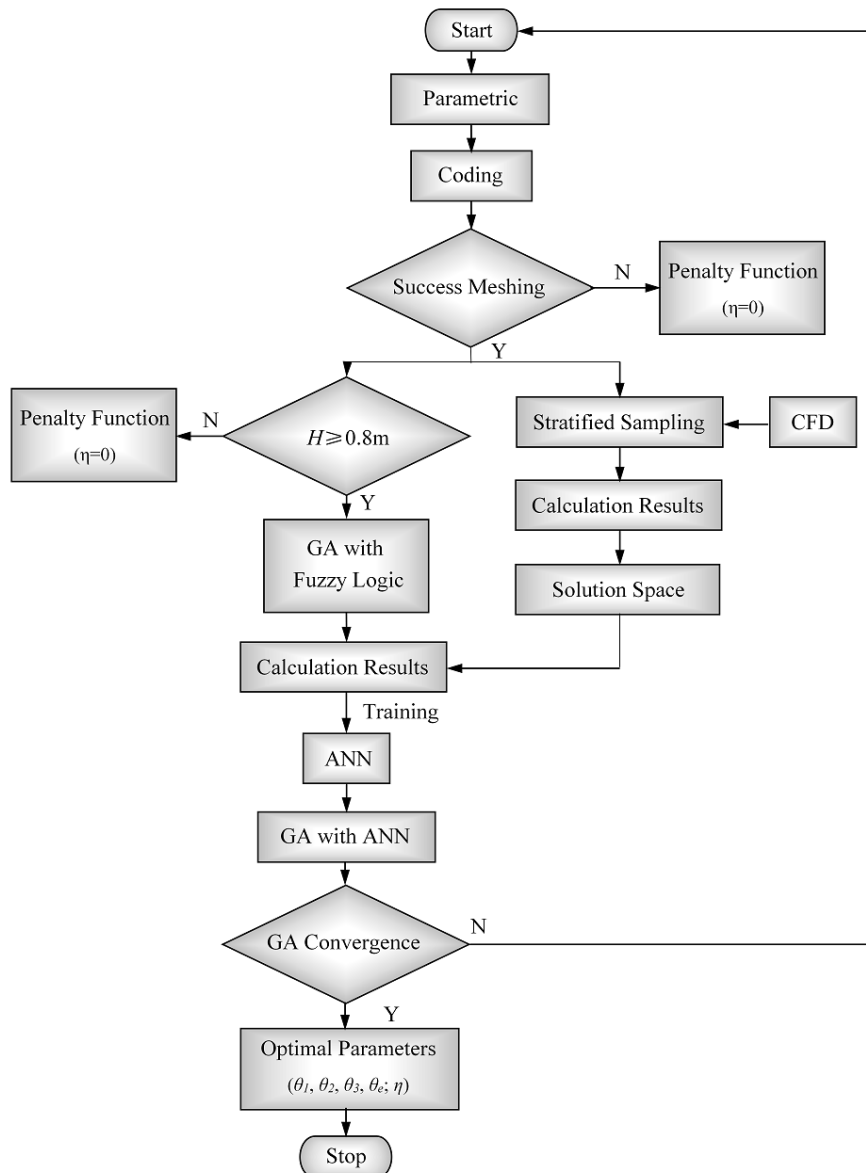 Start
Parametric
Coding
Success Meshing
N
Penalty Function
(η=0)
Y
Penalty Function
(η=0)
N
H⩾0.8m
Stratified Sampling
CFD
Y
Calculation Results
GA with
Fuzzy Logic
Solution Space
Calculation Results
Training
ANN
GA with ANN
GA Convergence
N
Y
Optimal Parameters
(θ₁, θ₂, θ₃, θₑ; η)
Stop